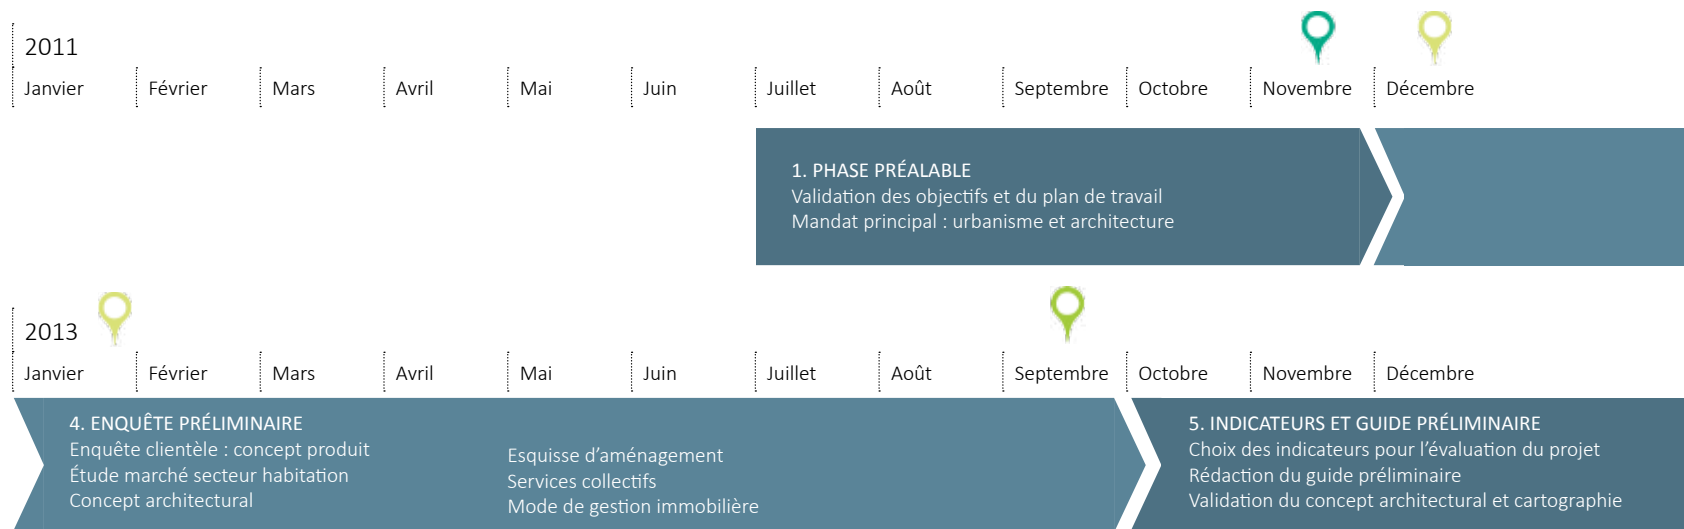 2011
Janvier Février Mars Avril Mai Juin Juillet Août Septembre Octobre Novembre Décembre
1. PHASE PRÉALABLE
Validation des objectifs et du plan de travail
Mandat principal : urbanisme et architecture
2013
Janvier Février Mars Avril Mai Juin Juillet Août Septembre Octobre Novembre Décembre
4. ENQUÊTE PRÉLIMINAIRE
Enquête clientèle : concept produit
Étude marché secteur habitation
Concept architectural
Esquisse d’aménagement
Services collectifs
Mode de gestion immobilière
5. INDICATEURS ET GUIDE PRÉLIMINAIRE
Choix des indicateurs pour l’évaluation du projet
Rédaction du guide préliminaire
Validation du concept architectural et cartographie